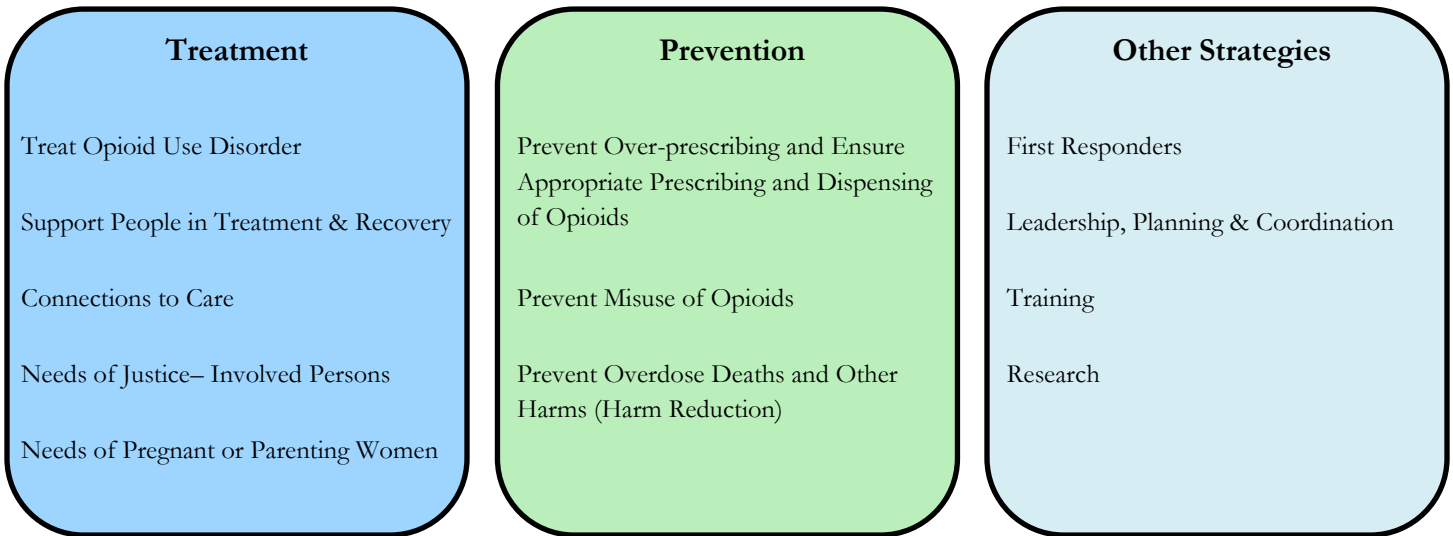 Treatment
Treat Opioid Use Disorder
Support People in Treatment & Recovery
Connections to Care
Needs of Justice– Involved Persons
Needs of Pregnant or Parenting Women
Prevention
Prevent Over-prescribing and Ensure
Appropriate Prescribing and Dispensing
of Opioids
Prevent Misuse of Opioids
Prevent Overdose Deaths and Other
Harms (Harm Reduction)
Other Strategies
First Responders
Leadership, Planning & Coordination
Training
Research